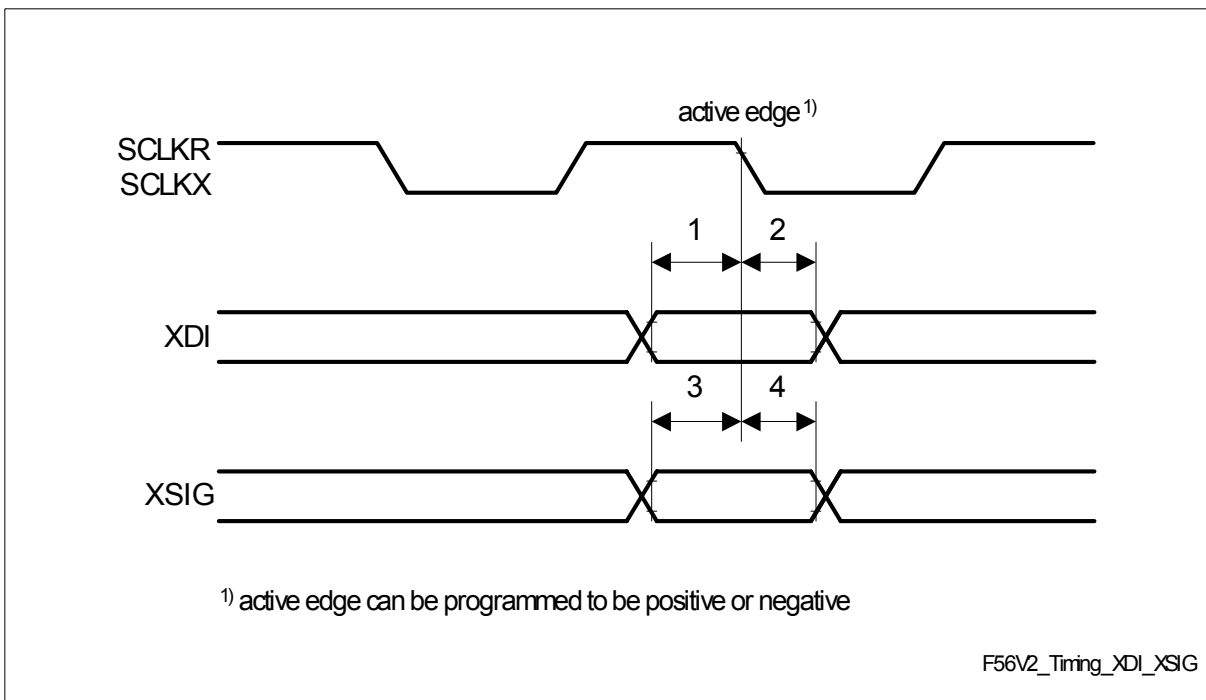 active edge 1)
SCLKR
SCLKX
1 2
XDI
3 4
XSIG
1) active edge can be programmed to be positive or negative
F56V2_Timing_XDI_XSIG